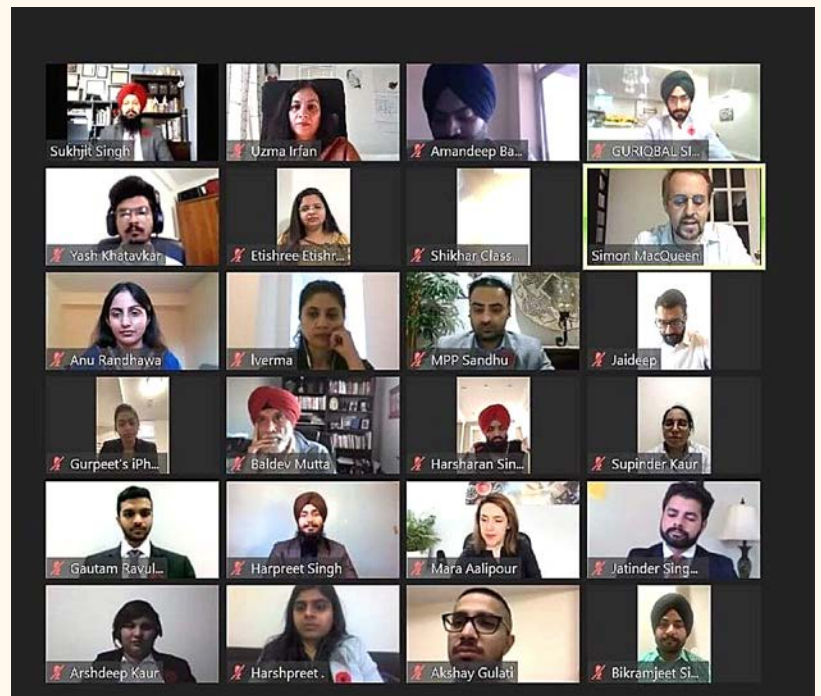 Sukhjit Singh
Uzma Irfan
Amandeep Ba...
GURIQBAL SI...
Yash Khatavkar
Etishree Etishr...
Shikhar Class...
Simon MacQueen
Anu Randhawa
lverma
MPP Sandhu
Jaideep
Gurpeet's iPh...
Baldev Mutta
Harsharan Sin...
Supinder Kaur
Gautam Ravul...
Harpreet Singh
Mara Aalipour
Jatinder Sing...
Arshdeep Kaur
Harshpreet .
Akshay Gulati
Bikramjeet Si...